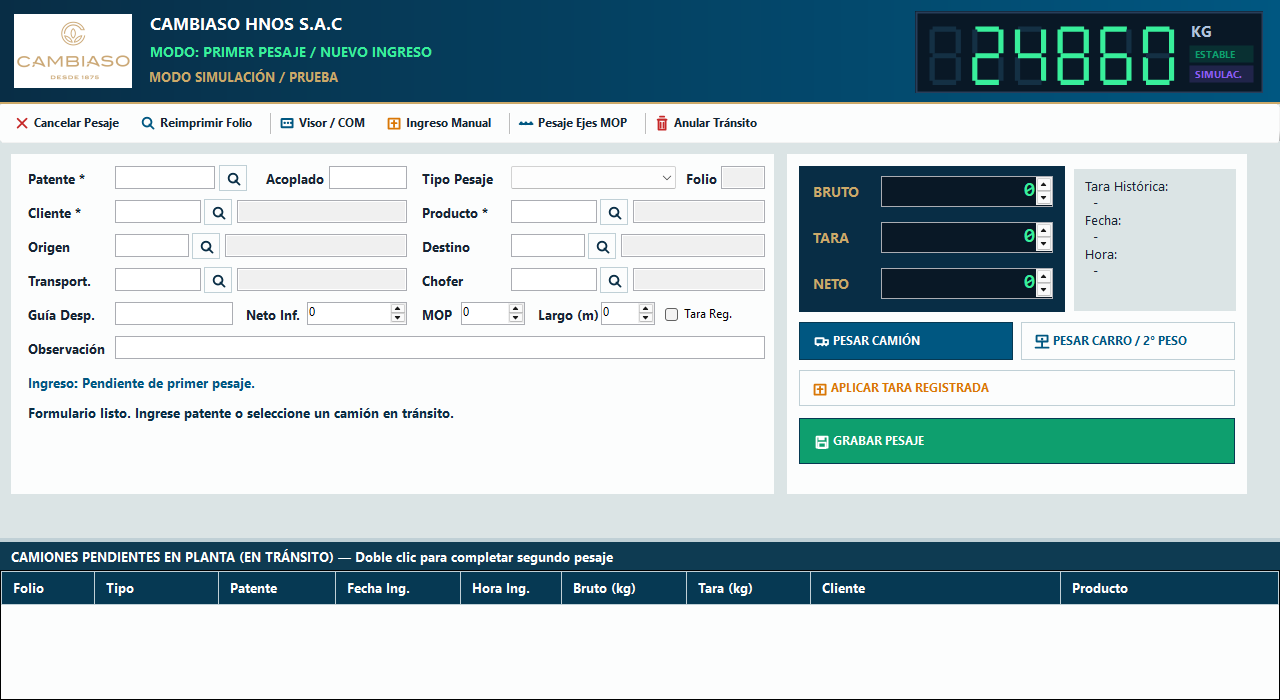 CAMBIASO
DESDE 1876
CAMBIASO HNOS S.A.C
MODO: PRIMER PESAJE / NUEVO INGRESO
MODO SIMULACIÓN / PRUEBA
24860
KG
ESTABLE
SIMULAC.
Cancelar Pesaje
Reimprimir Folio
Visor / COM
Ingreso Manual
Pesaje Ejes MOP
Anular Tránsito
Patente *
Acoplado
Tipo Pesaje
Folio
Cliente *
Producto *
Origen
Destino
Transport.
Chofer
Guía Desp.
Neto Inf.
0
MOP
0
Largo (m)
0
Tara Reg.
Observación
Ingreso: Pendiente de primer pesaje.
Formulario listo. Ingrese patente o seleccione un camión en tránsito.
BRUTO
0
TARA
0
NETO
0
Tara Histórica:
-
Fecha:
-
Hora:
-
PESAR CAMIÓN
PESAR CARRO / 2° PESO
APLICAR TARA REGISTRADA
GRABAR PESAJE
CAMIONES PENDIENTES EN PLANTA (EN TRÁNSITO) — Doble clic para completar segundo pesaje
Folio
Tipo
Patente
Fecha Ing.
Hora Ing.
Bruto (kg)
Tara (kg)
Cliente
Producto